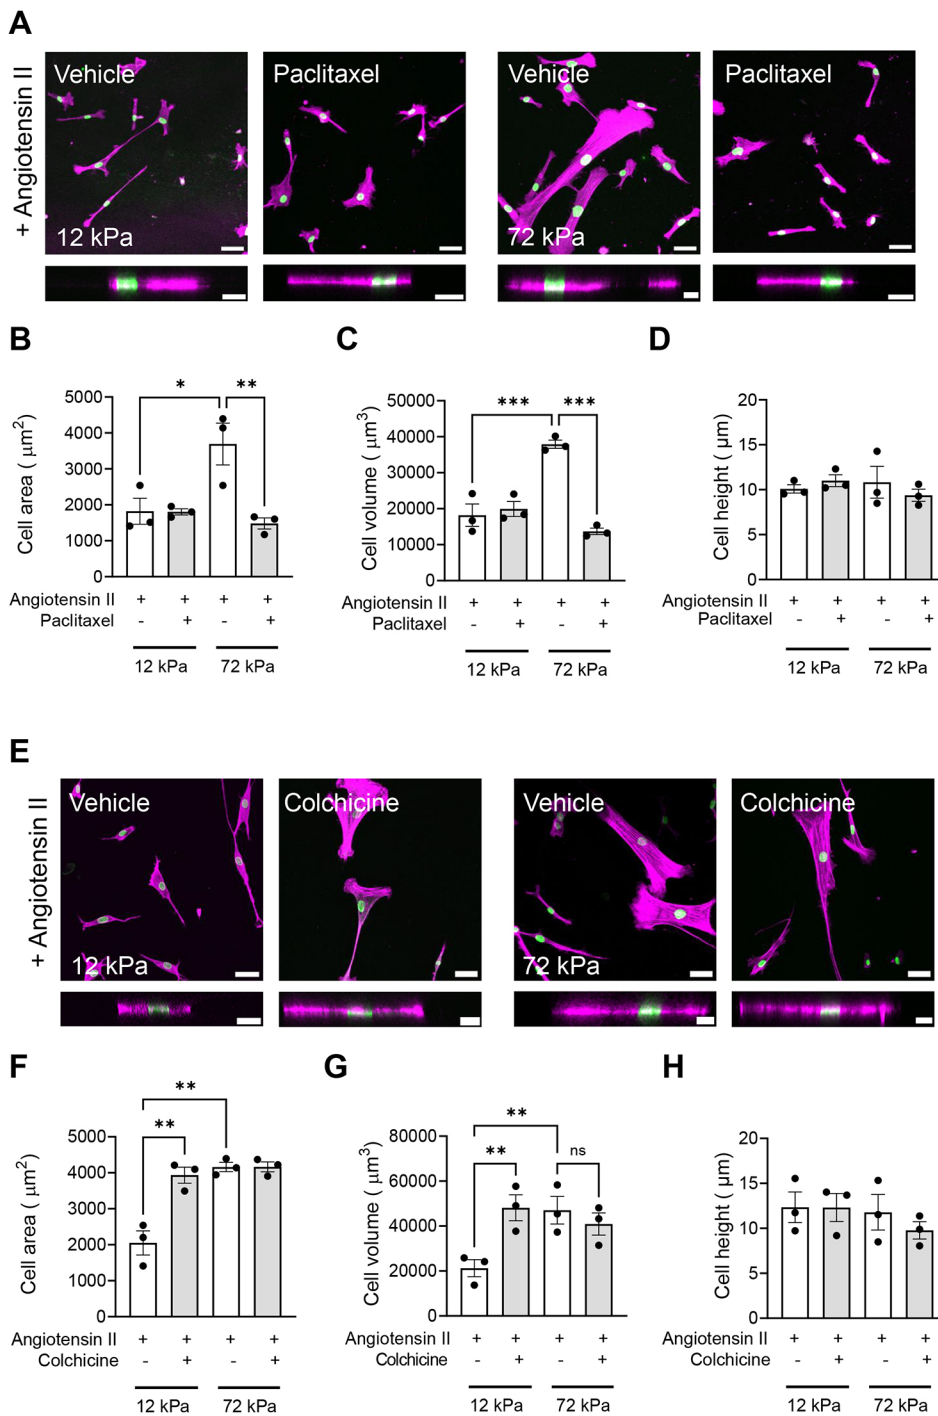 A
+ Angiotensin II
Vehicle
Paclitaxel
Vehicle
Paclitaxel
12 kPa
72 kPa
B
C
D
Cell area ( μm²)
5000
4000
3000
2000
1000
0
* **
Angiotensin II + + + +
Paclitaxel - + - +
12 kPa 72 kPa
Cell volume ( μm³)
50000
40000
30000
20000
10000
0
*** ***
Angiotensin II + + + +
Paclitaxel - + - +
12 kPa 72 kPa
Cell height ( μm)
20
15
10
5
0
Angiotensin II + + + +
Paclitaxel - + - +
12 kPa 72 kPa
E
+ Angiotensin II
Vehicle
Colchicine
Vehicle
Colchicine
12 kPa
72 kPa
F
G
H
Cell area ( μm²)
5000
4000
3000
2000
1000
0
**
**
Angiotensin II + + + +
Colchicine - + - +
12 kPa 72 kPa
Cell volume ( μm³)
80000
60000
40000
20000
0
**
** ns
Angiotensin II + + + +
Colchicine - + - +
12 kPa 72 kPa
Cell height ( μm)
20
15
10
5
0
Angiotensin II + + + +
Colchicine - + - +
12 kPa 72 kPa